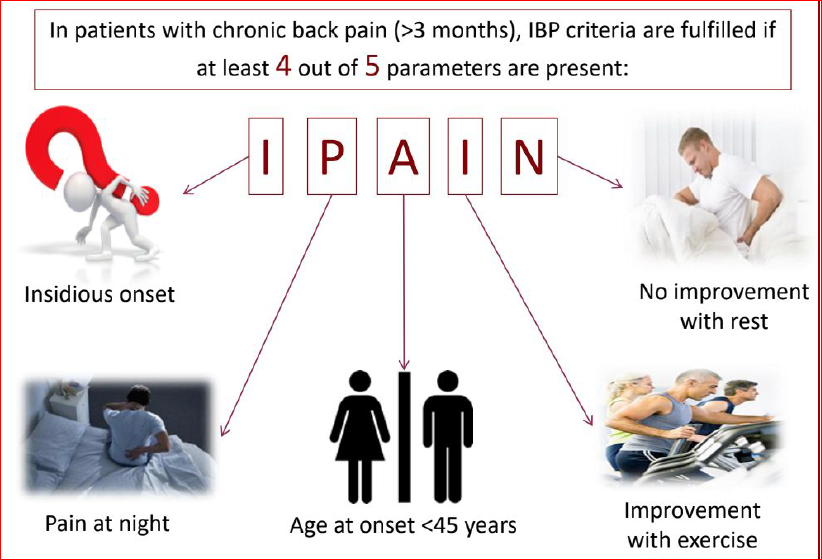 In patients with chronic back pain (>3 months), IBP criteria are fulfilled if
at least 4 out of 5 parameters are present:
I P A I N
Insidious onset
No improvement
with rest
Pain at night
Age at onset <45 years
Improvement
with exercise